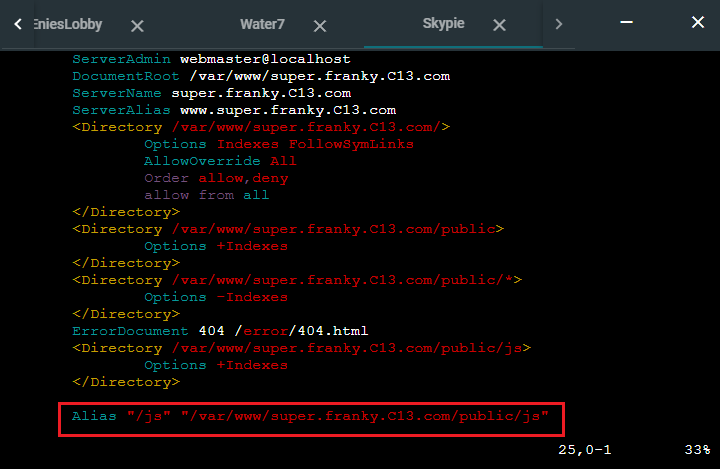 EniesLobby Water7 Skypie
ServerAdmin webmaster@localhost
DocumentRoot /var/www/super.franky.C13.com
ServerName super.franky.C13.com
ServerAlias www.super.franky.C13.com
<Directory /var/www/super.franky.C13.com/>
Options Indexes FollowSymLinks
AllowOverride All
Order allow,deny
allow from all
</Directory>
<Directory /var/www/super.franky.C13.com/public>
Options +Indexes
</Directory>
<Directory /var/www/super.franky.C13.com/public/*>
Options -Indexes
</Directory>
ErrorDocument 404 /error/404.html
<Directory /var/www/super.franky.C13.com/public/js>
Options +Indexes
</Directory>
Alias "/js" "/var/www/super.franky.C13.com/public/js"
25,0-1 33%